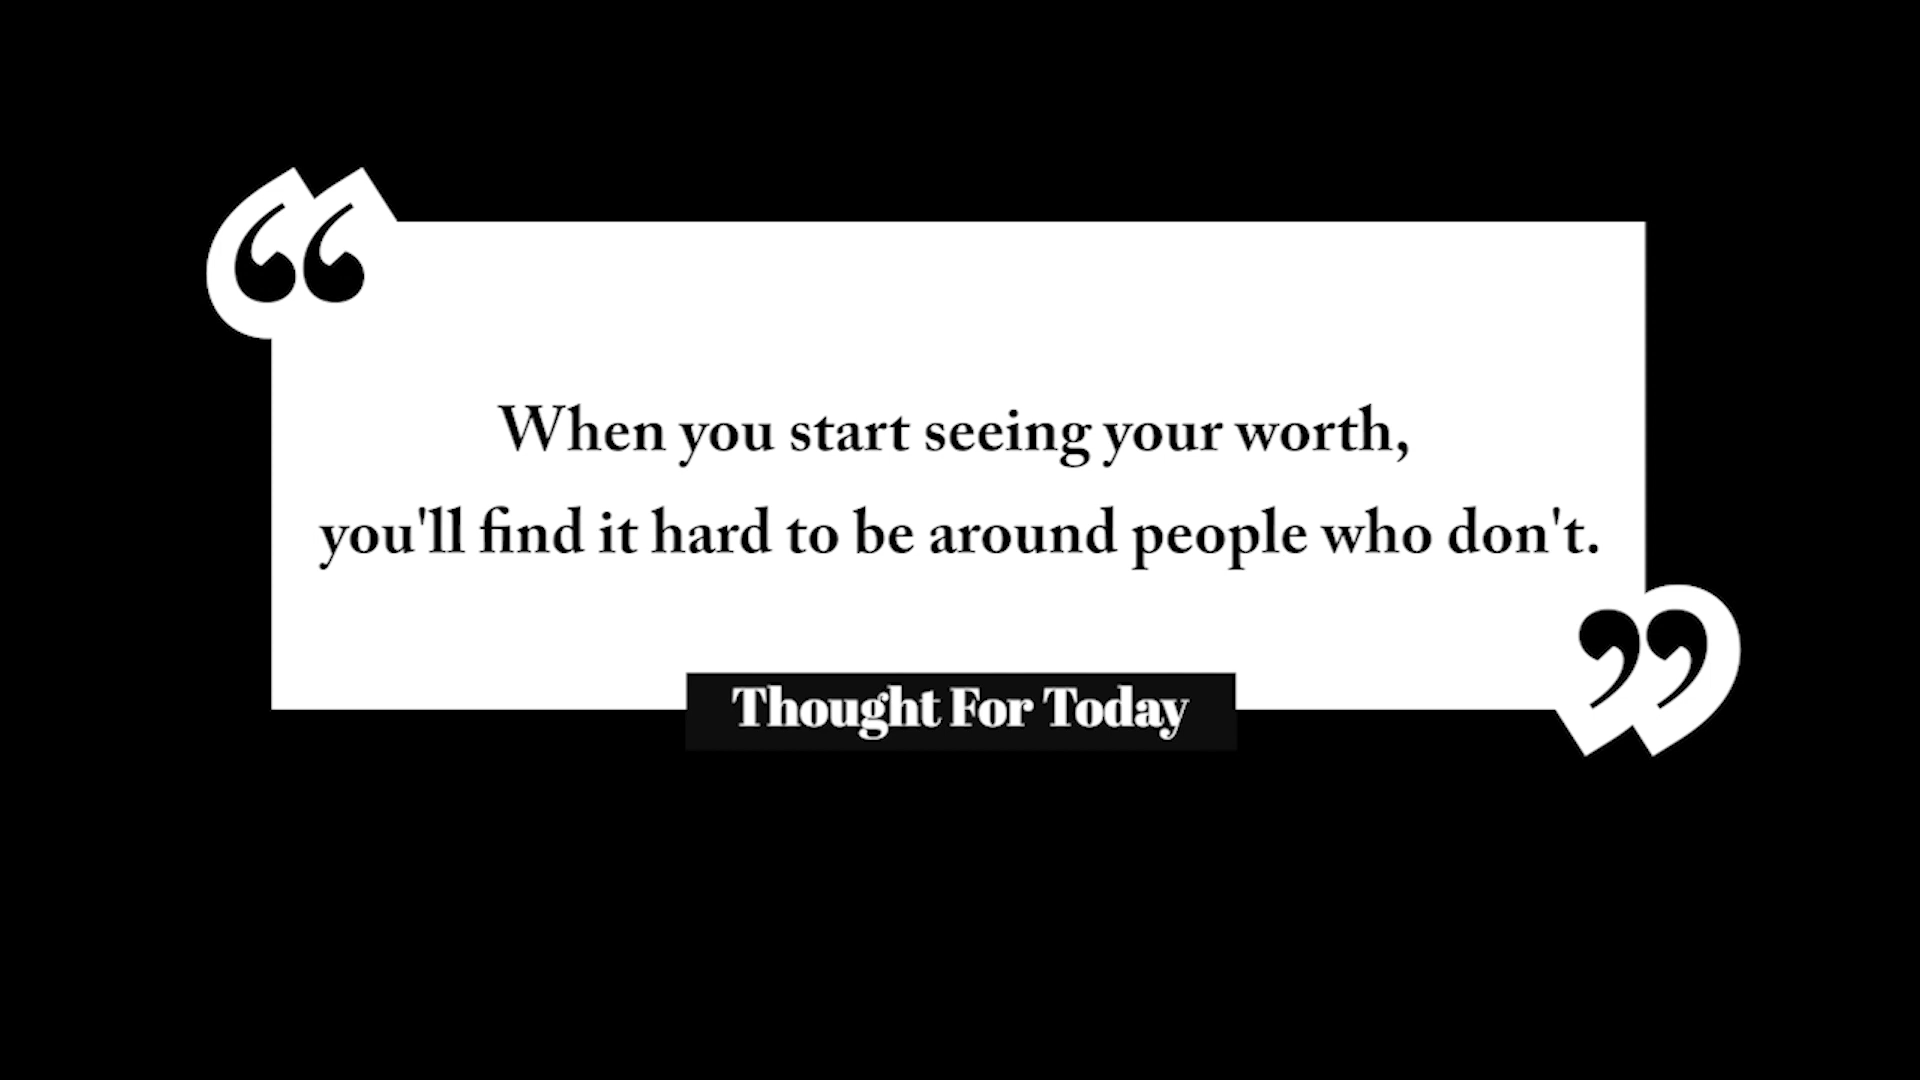 “
When you start seeing your worth,
you'll find it hard to be around people who don't.
”
Thought For Today